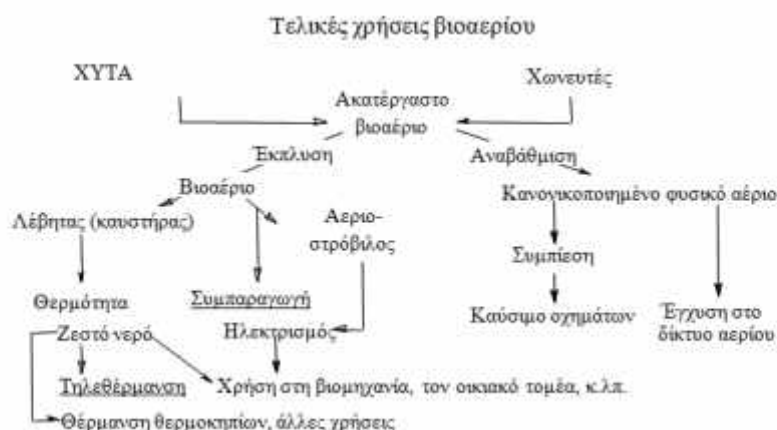 Τελικές χρήσεις βιοαερίου
ΧΥΤΑ
Χωνευτές
Ακατέργαστο
βιοαέριο
Έκπλυση
Αναβάθμιση
Βιοαέριο
Κανογικοποιημένο φυσικό αέριο
Λέβητας (καυστήρας)
Αεριο-
στρόβιλος
Συμπίεση
Θερμότητα
Συμπαραγωγή
Ζεστό νερό
Ηλεκτρισμός
Καύσιμο οχημάτων
Έγχυση στο
δίκτυο αερίου
Τηλεθέρμανση
Χρήση στη βιομηχανία, τον οικιακό τομέα, κ.λπ.
Θέρμανση θερμοκηπίων, άλλες χρήσεις